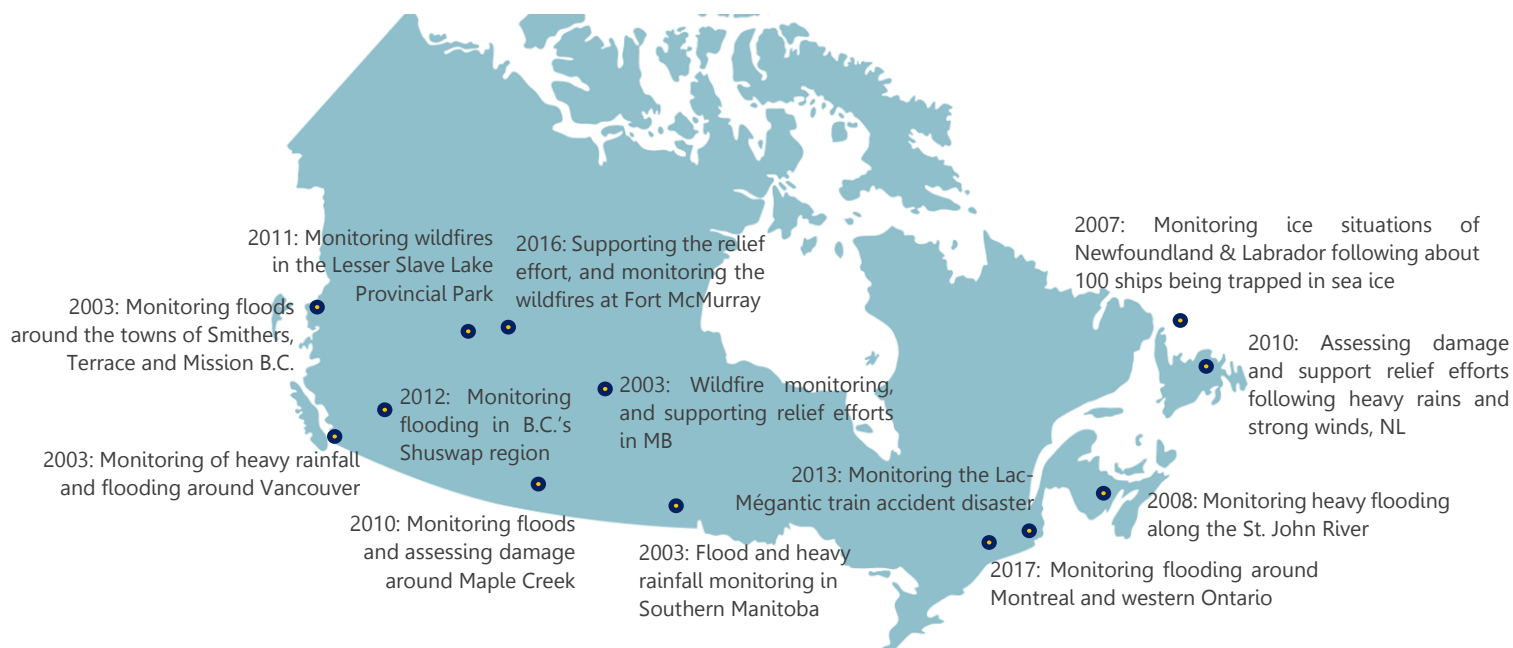 2011: Monitoring wildfires
in the Lesser Slave Lake
Provincial Park
2016: Supporting the relief
effort, and monitoring the
wildfires at Fort McMurray
2007: Monitoring ice situations of
Newfoundland & Labrador following about
100 ships being trapped in sea ice
2003: Monitoring floods
around the towns of Smithers,
Terrace and Mission B.C.
2010: Assessing damage
and support relief efforts
following heavy rains and
strong winds, NL
2012: Monitoring
flooding in B.C.'s
Shuswap region
2003: Wildfire monitoring,
and supporting relief efforts
in MB
2003: Monitoring of heavy rainfall
and flooding around Vancouver
2013: Monitoring the Lac-
Mégantic train accident disaster
2008: Monitoring heavy flooding
along the St. John River
2010: Monitoring floods
and assessing damage
around Maple Creek
2003: Flood and heavy
rainfall monitoring in
Southern Manitoba
2017: Monitoring flooding around
Montreal and western Ontario